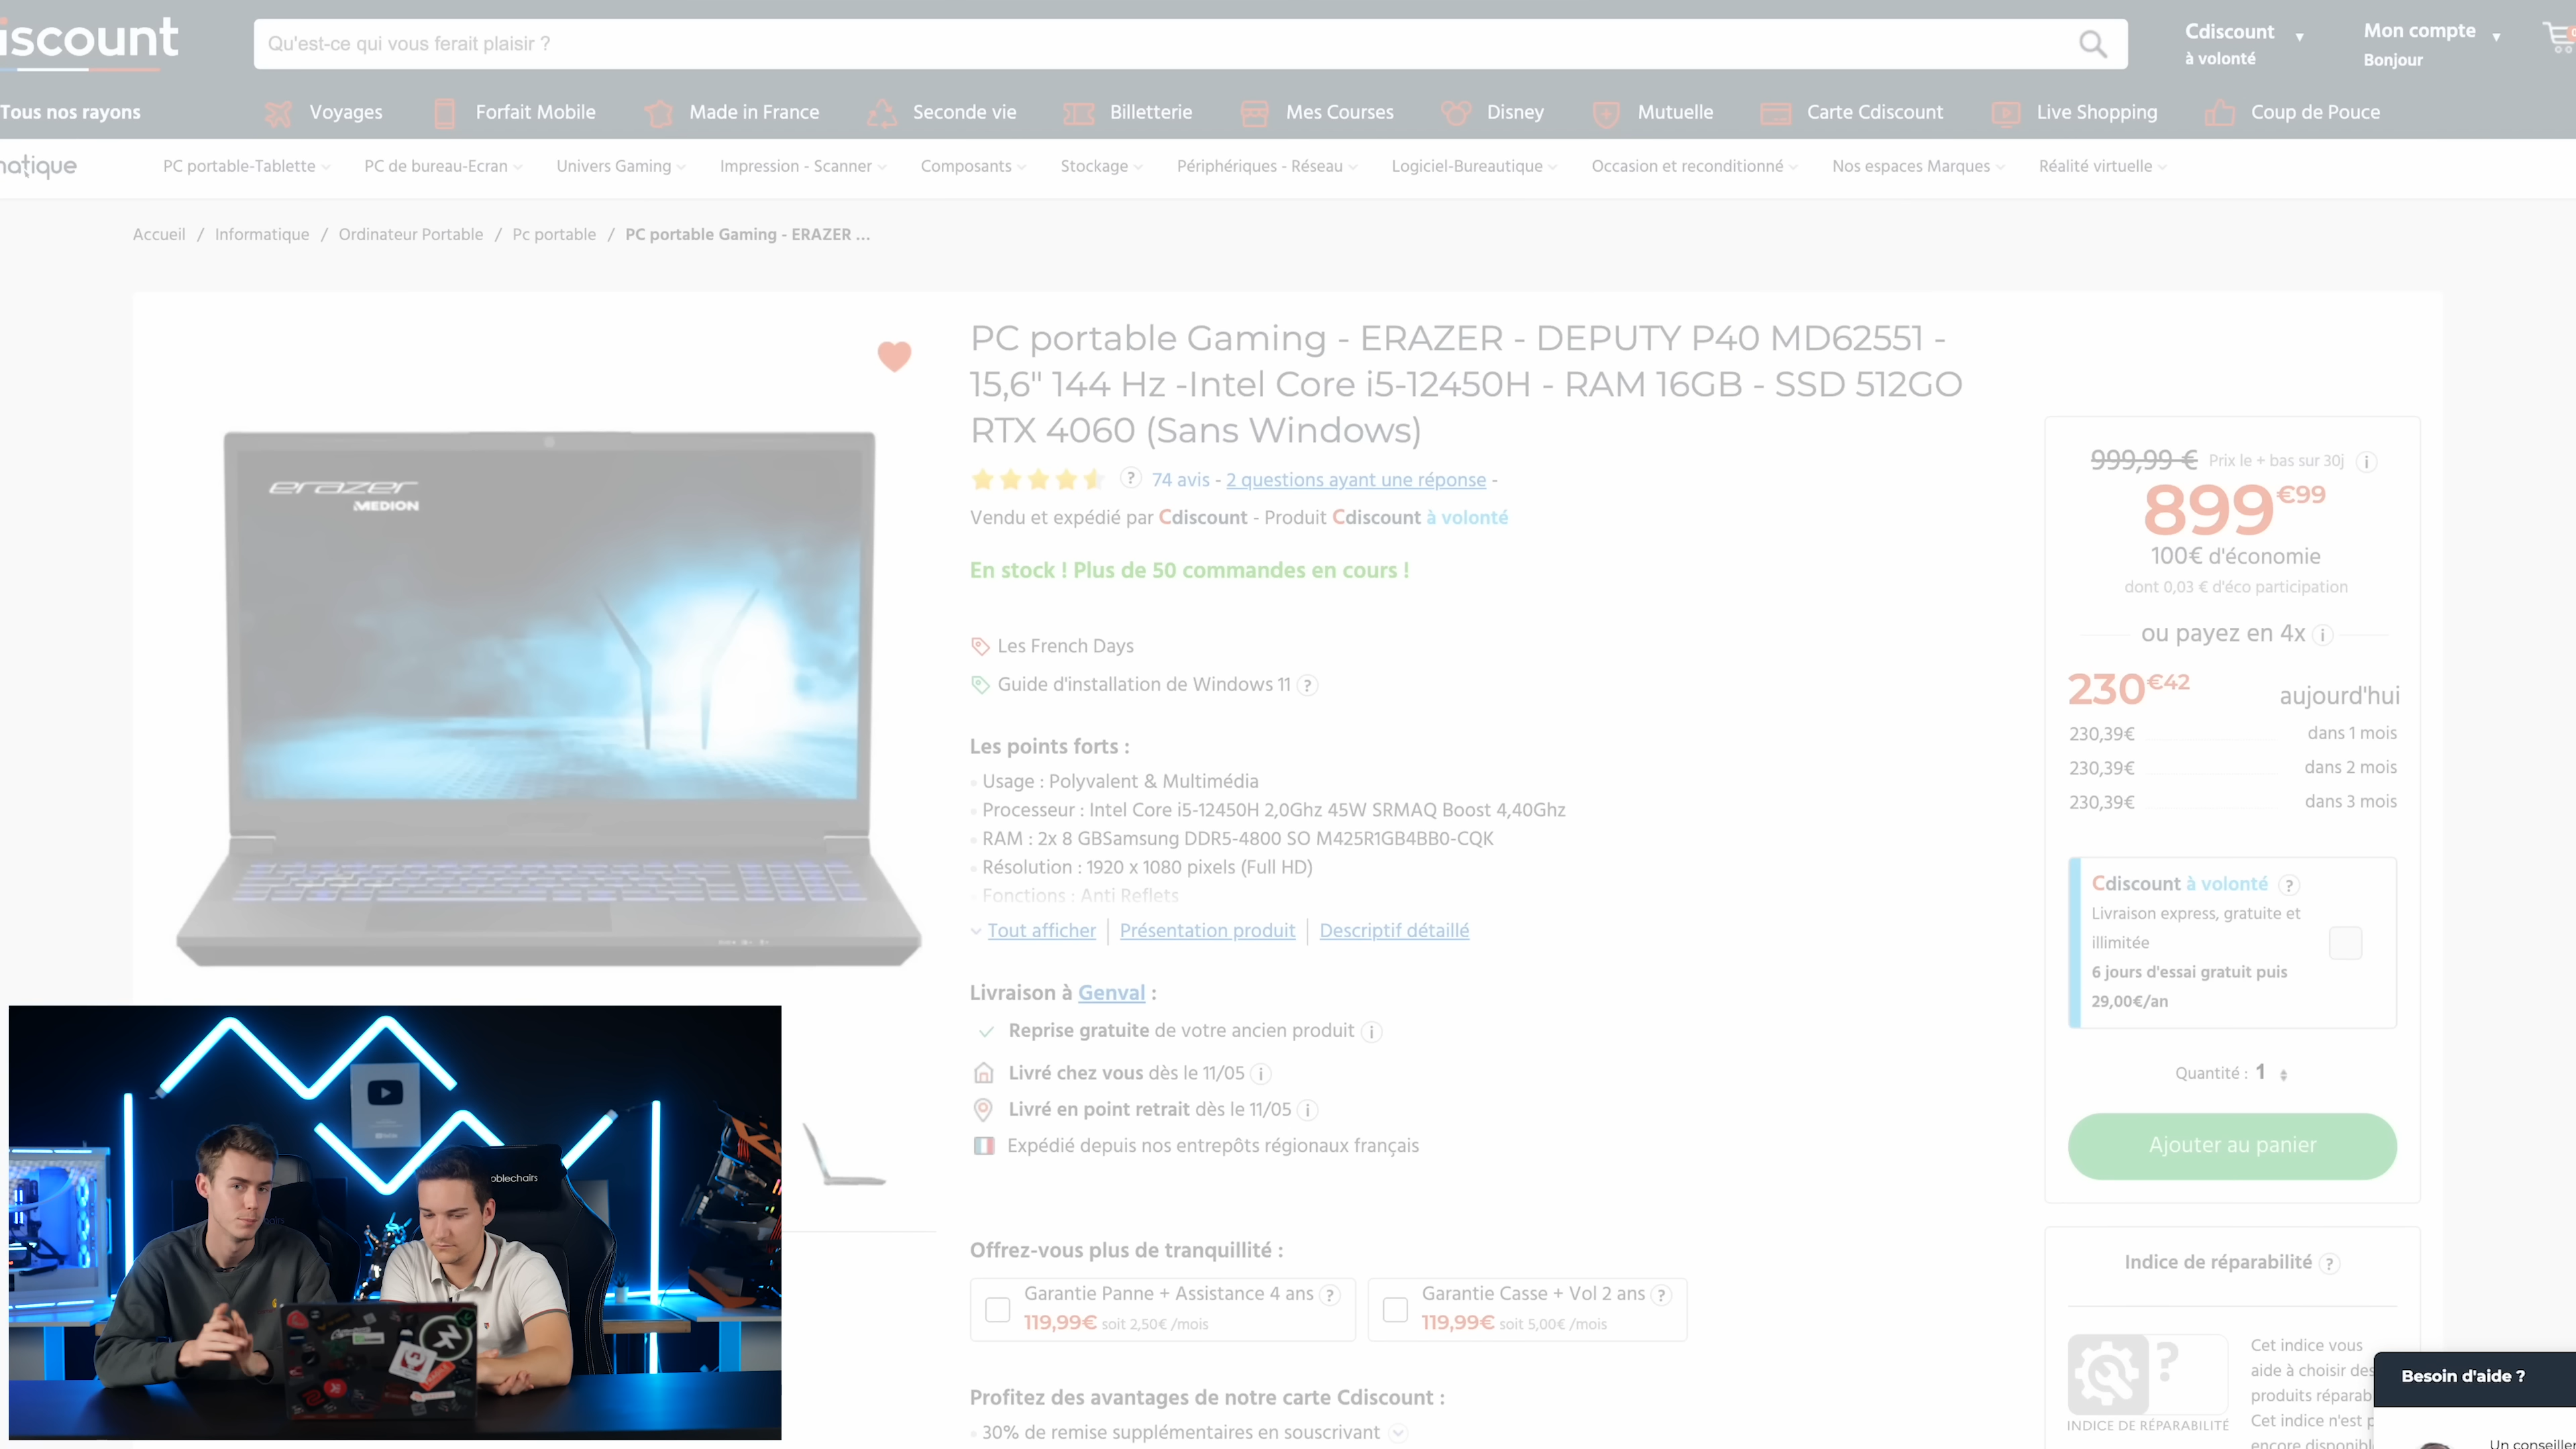 iscount
Qu'est-ce qui vous ferait plaisir ?
Cdiscount
à volonté
Mon compte
Bonjour
Tous nos rayons
Voyages
Forfait Mobile
Made in France
Seconde vie
Billetterie
Mes Courses
Disney
Mutuelle
Carte Cdiscount
Live Shopping
Coup de Pouce
natique
PC portable-Tablette
PC de bureau-Ecran
Univers Gaming
Impression - Scanner
Composants
Stockage
Périphériques - Réseau
Logiciel-Bureautique
Occasion et reconditionné
Nos espaces Marques
Réalité virtuelle
Accueil / Informatique / Ordinateur Portable / Pc portable / PC portable Gaming - ERAZER ...
erazer
MEDION
PC portable Gaming - ERAZER - DEPUTY P40 MD62551 -
15,6" 144 Hz -Intel Core i5-12450H - RAM 16GB - SSD 512GO
RTX 4060 (Sans Windows)
? 74 avis - 2 questions ayant une réponse -
Vendu et expédié par Cdiscount - Produit Cdiscount à volonté
En stock ! Plus de 50 commandes en cours !
Les French Days
Guide d'installation de Windows 11 ?
Les points forts :
Usage : Polyvalent & Multimédia
Processeur : Intel Core i5-12450H 2,0Ghz 45W SRMAQ Boost 4,40Ghz
RAM : 2x 8 GBSamsung DDR5-4800 SO M425R1GB4BB0-CQK
Résolution : 1920 x 1080 pixels (Full HD)
Fonctions : Anti Reflets
Tout afficher | Présentation produit | Descriptif détaillé
Livraison à Genval :
Reprise gratuite de votre ancien produit i
Livré chez vous dès le 11/05 i
Livré en point retrait dès le 11/05 i
Expédié depuis nos entrepôts régionaux français
Offrez-vous plus de tranquillité :
Garantie Panne + Assistance 4 ans ?
119,99€ soit 2,50€ /mois
Garantie Casse + Vol 2 ans ?
119,99€ soit 5,00€ /mois
Profitez des avantages de notre carte Cdiscount :
30% de remise supplémentaires en souscrivant
999,99 € Prix le + bas sur 30j i
899€99
100€ d'économie
dont 0,03 € d'éco participation
ou payez en 4x i
230€42 aujourd'hui
230,39€ dans 1 mois
230,39€ dans 2 mois
230,39€ dans 3 mois
Cdiscount à volonté ?
Livraison express, gratuite et
illimitée
6 jours d'essai gratuit puis
29,00€/an
Quantité : 1
Ajouter au panier
Indice de réparabilité ?
?
INDICE DE RÉPARABILITÉ
Cet indice vous
aide à choisir des
produits réparab
Cet indice n'est p
encore disponibl
Besoin d'aide ?
Un conseiller
oblechairs